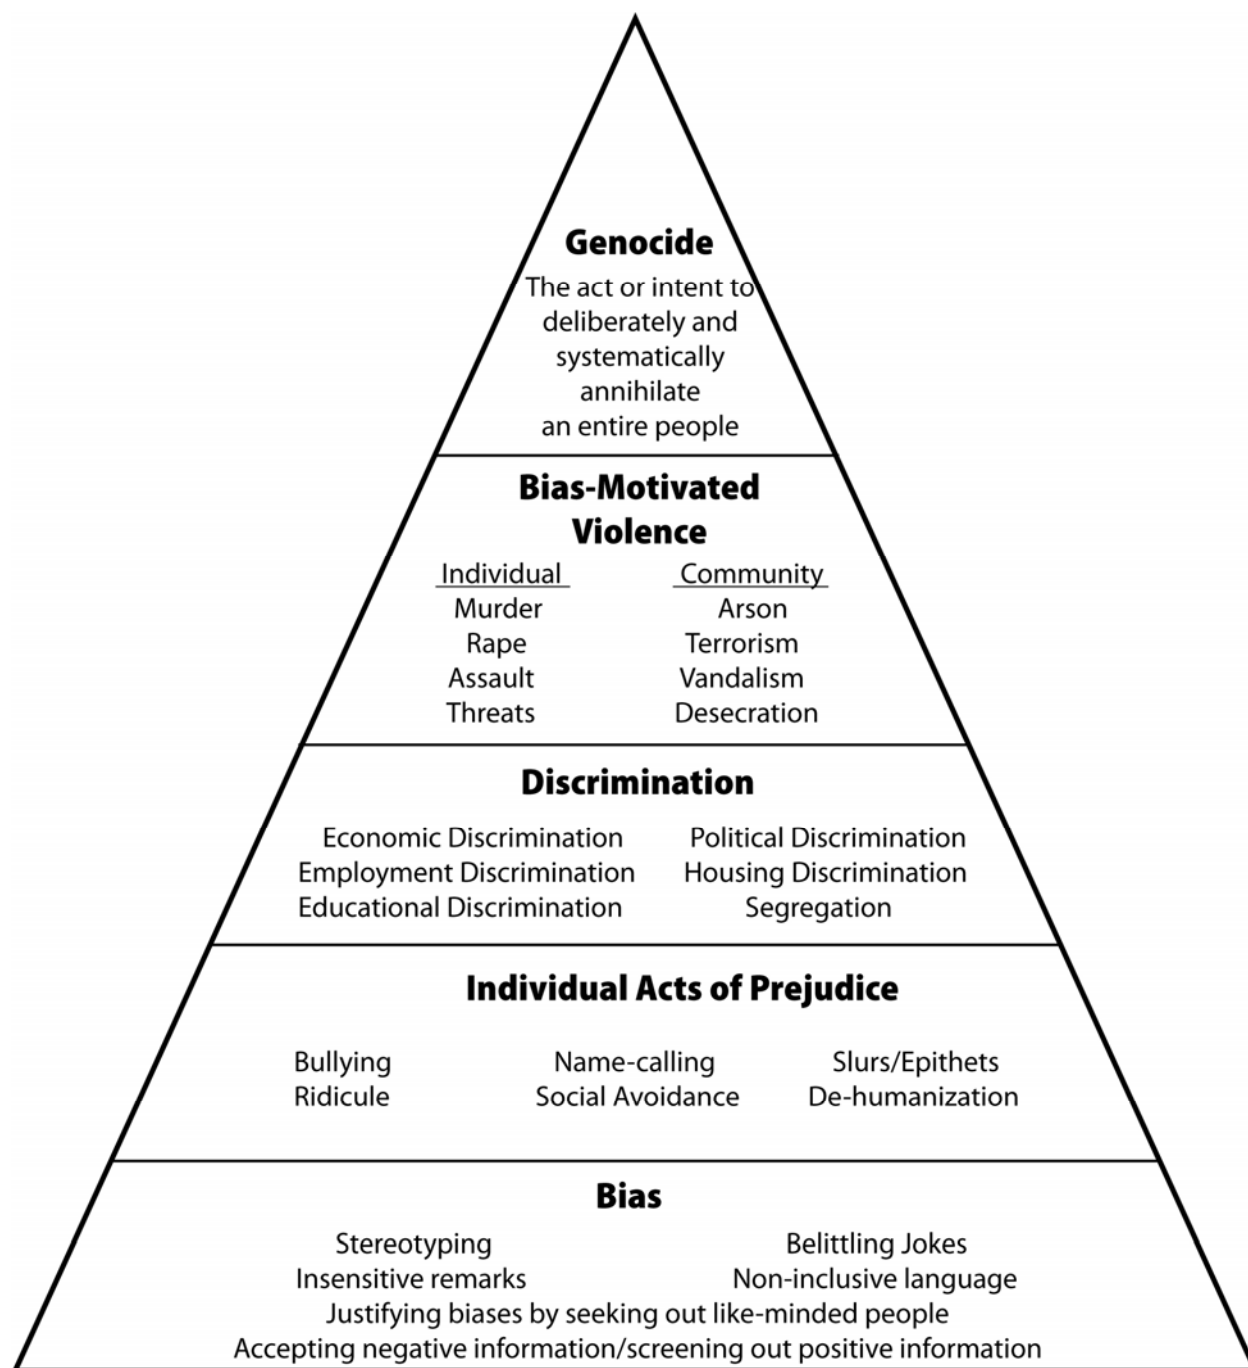 Genocide
The act or intent to
deliberately and
systematically
annihilate
an entire people
Bias-Motivated
Violence
Individual Community
Murder Arson
Rape Terrorism
Assault Vandalism
Threats Desecration
Discrimination
Economic Discrimination Political Discrimination
Employment Discrimination Housing Discrimination
Educational Discrimination Segregation
Individual Acts of Prejudice
Bullying Name-calling Slurs/Epithets
Ridicule Social Avoidance De-humanization
Bias
Stereotyping Belittling Jokes
Insensitive remarks Non-inclusive language
Justifying biases by seeking out like-minded people
Accepting negative information/screening out positive information